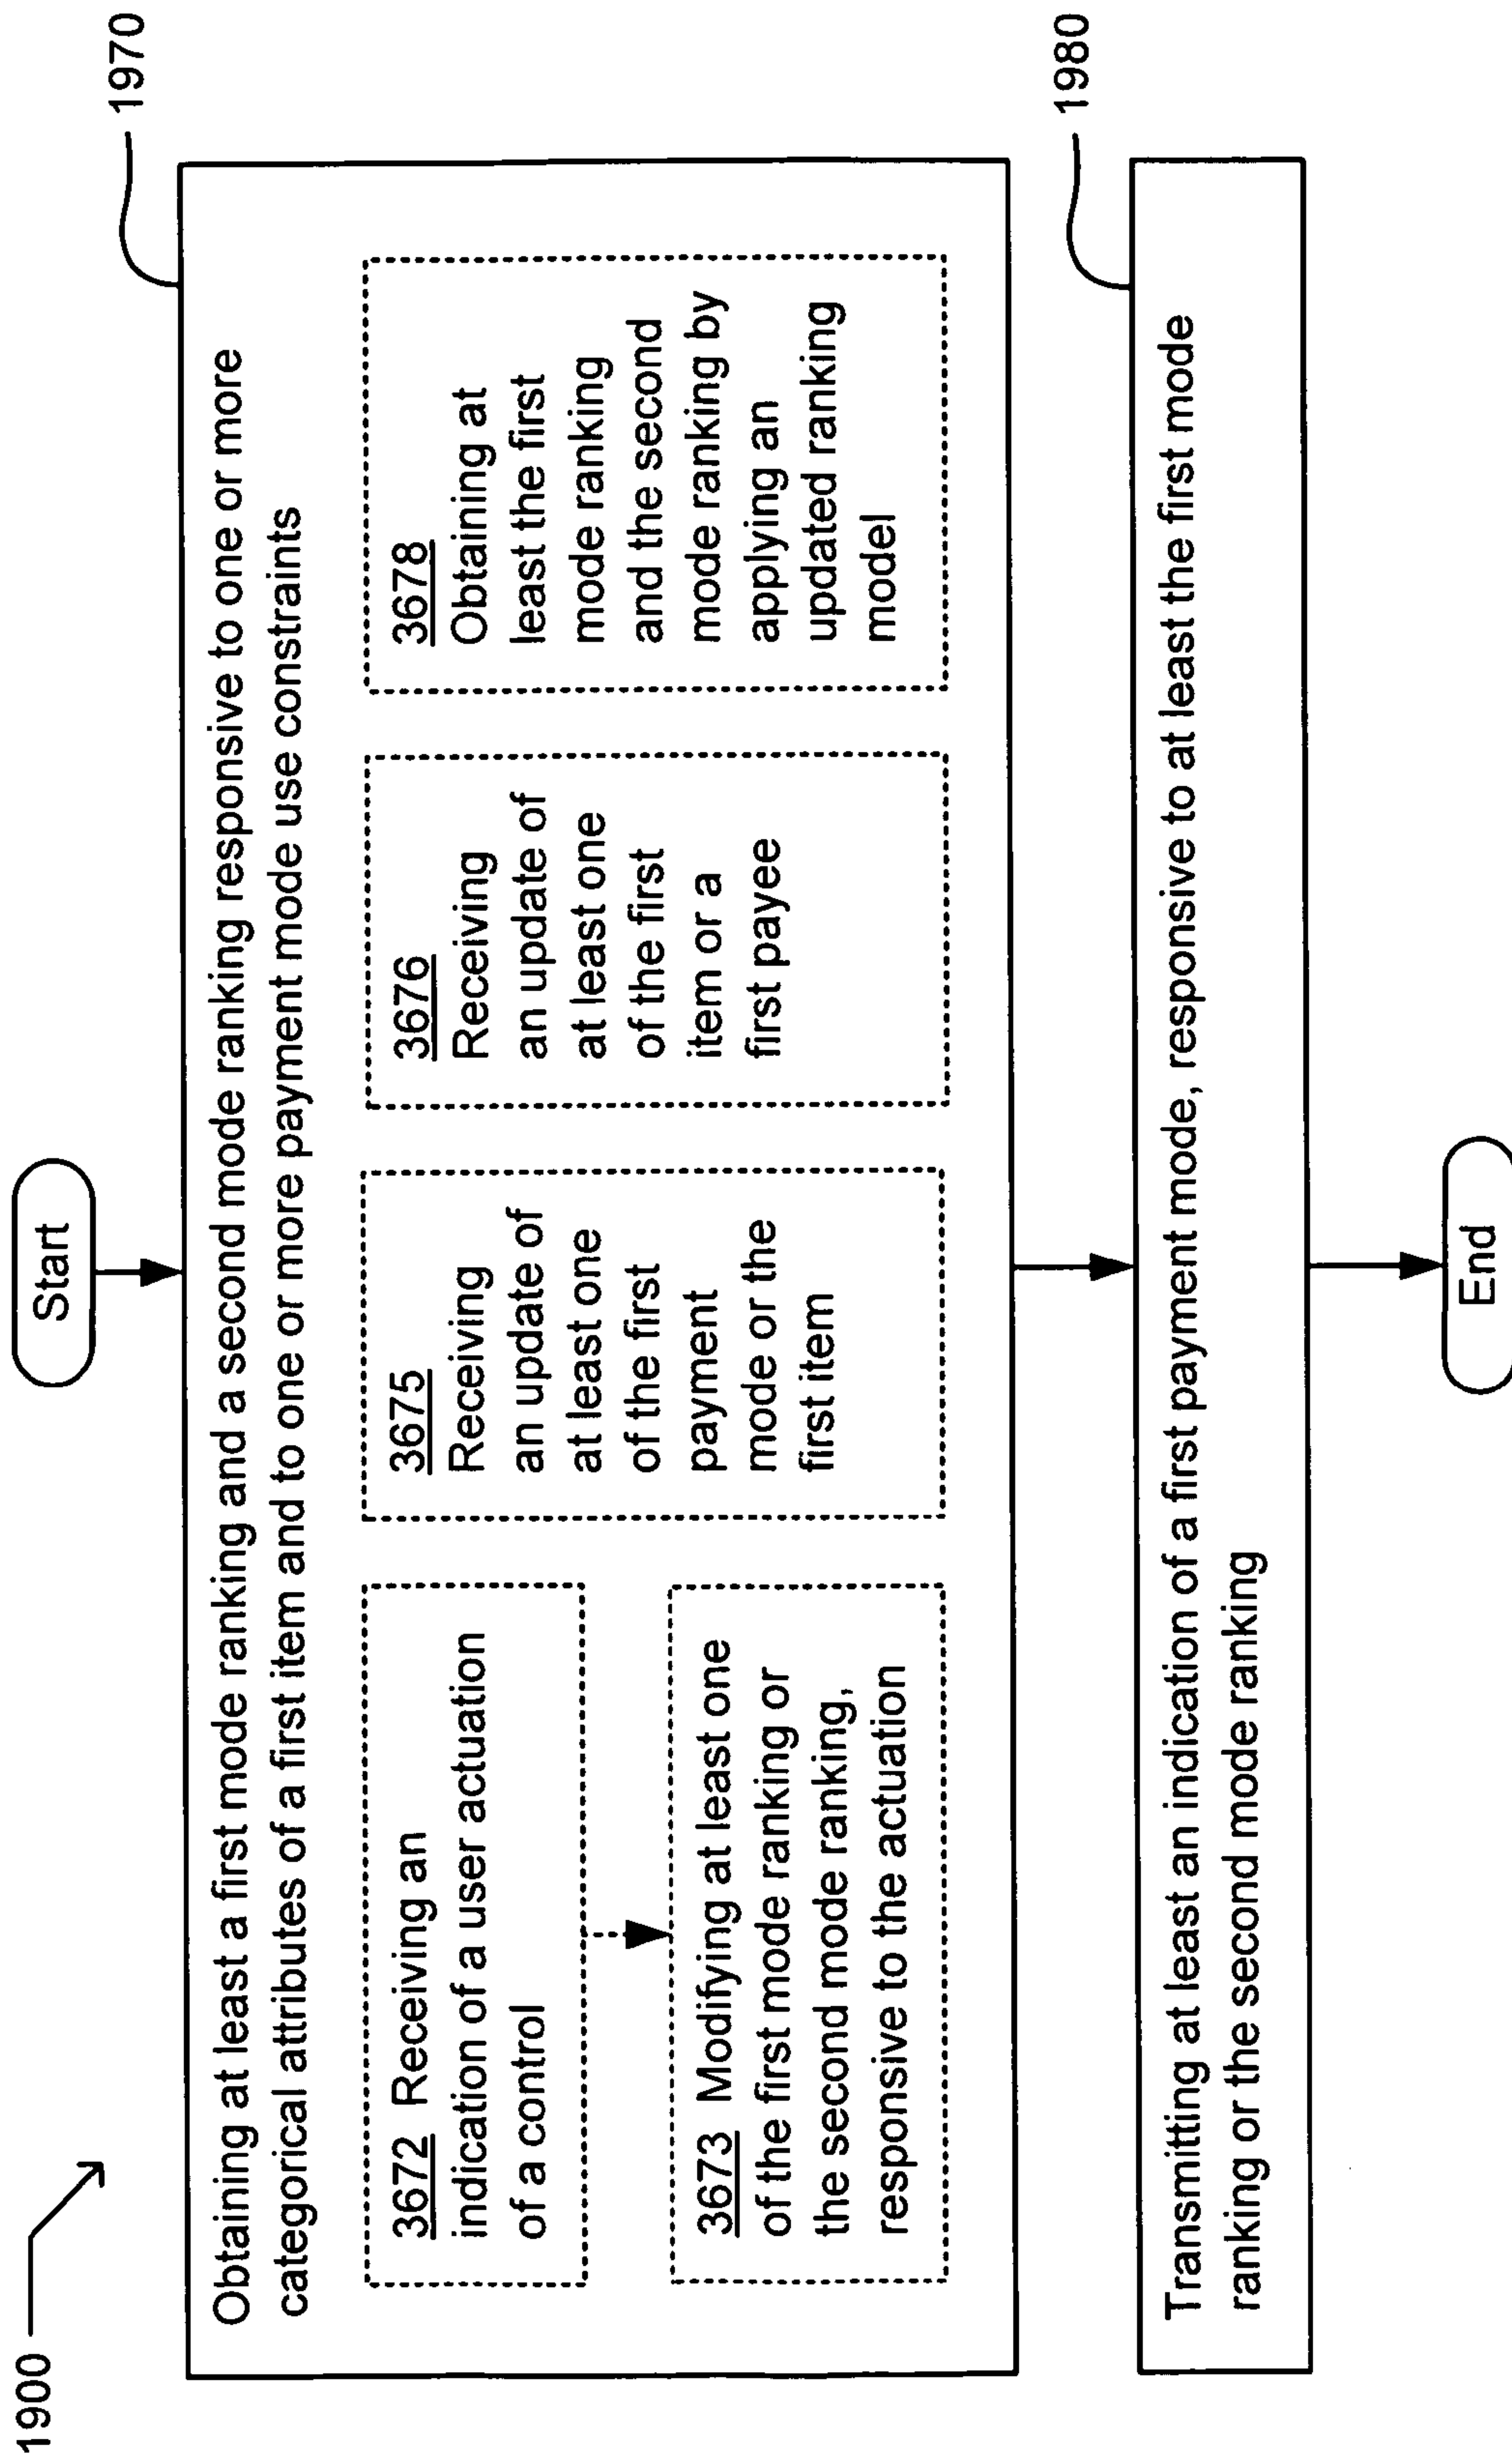 1900
Start
1970
Obtaining at least a first mode ranking and a second mode ranking responsive to one or more
categorical attributes of a first item and to one or more payment mode use constraints
3672 Receiving an
indication of a user actuation
of a control
3673 Modifying at least one
of the first mode ranking or
the second mode ranking,
responsive to the actuation
3675
Receiving
an update of
at least one
of the first
payment
mode or the
first item
3676
Receiving
an update of
at least one
of the first
item or a
first payee
3678
Obtaining at
least the first
mode ranking
and the second
mode ranking by
applying an
updated ranking
model
1980
Transmitting at least an indication of a first payment mode, responsive to at least the first mode
ranking or the second mode ranking
End